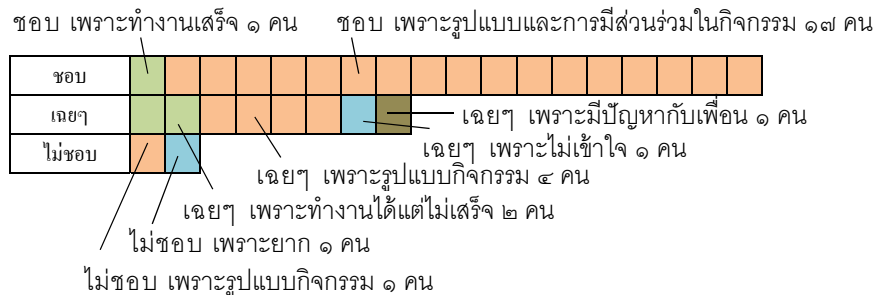 ชอบ เพราะทำงานเสร็จ ๑ คน ชอบ เพราะรูปแบบและการมีส่วนร่วมในกิจกรรม ๑๗ คน
ชอบ
เฉยๆ
เฉยๆ เพราะมีปัญหากับเพื่อน ๑ คน
ไม่ชอบ
เฉยๆ เพราะไม่เข้าใจ ๑ คน
เฉยๆ เพราะรูปแบบกิจกรรม ๔ คน
เฉยๆ เพราะทำงานได้แต่ไม่เสร็จ ๒ คน
ไม่ชอบ เพราะยาก ๑ คน
ไม่ชอบ เพราะรูปแบบกิจกรรม ๑ คน